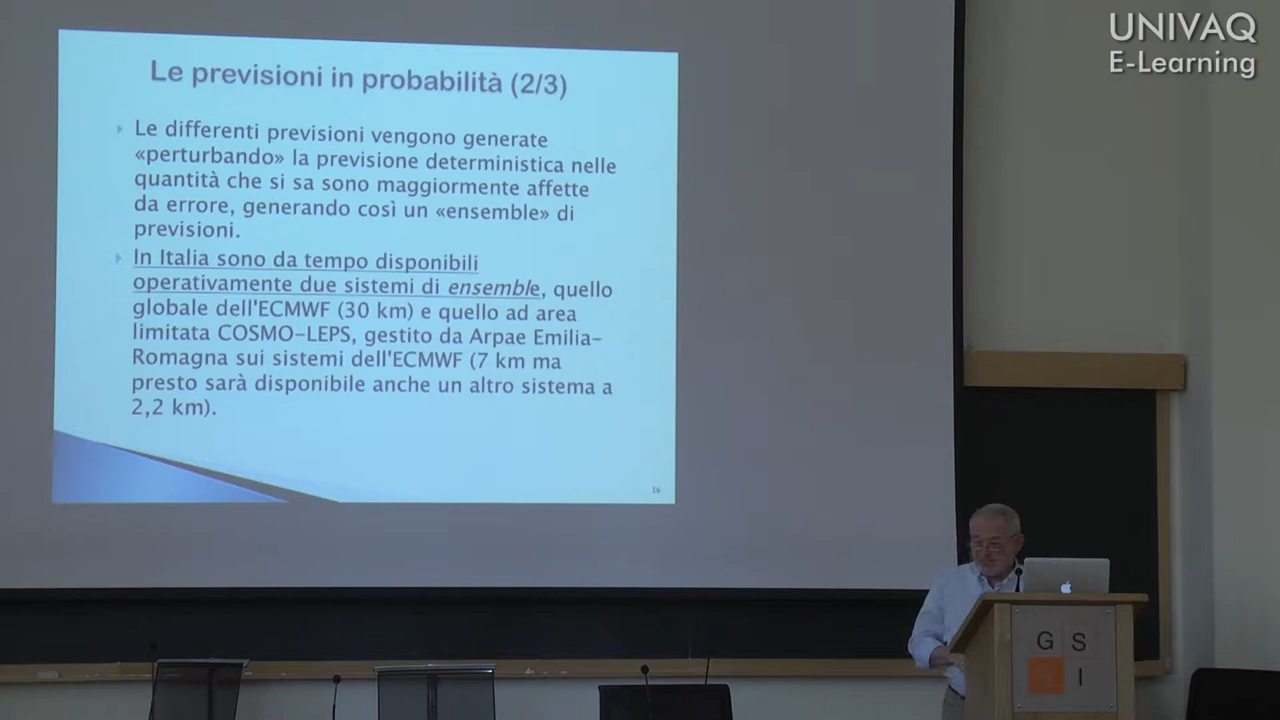 UNIVAQ
E-Learning
Le previsioni in probabilità (2/3)
Le differenti previsioni vengono generate
«perturbando» la previsione deterministica nelle
quantità che si sa sono maggiormente affette
da errore, generando così un «ensemble» di
previsioni.
In Italia sono da tempo disponibili
operativamente due sistemi di ensemble, quello
globale dell'ECMWF (30 km) e quello ad area
limitata COSMO-LEPS, gestito da Arpae Emilia-
Romagna sui sistemi dell'ECMWF (7 km ma
presto sarà disponibile anche un altro sistema a
2,2 km).
16
G S
S I